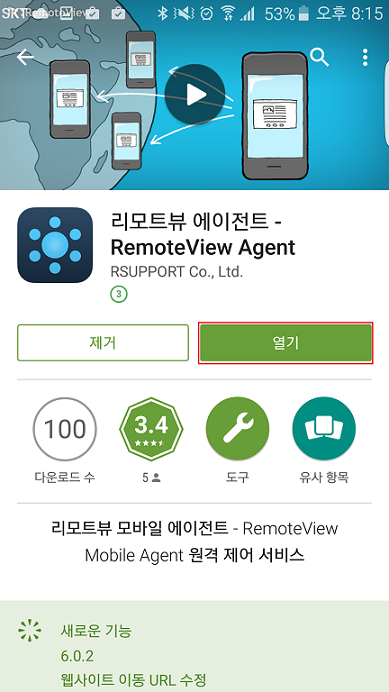 SKT RemoteView 53% 오후 8:15
리모트뷰 에이전트 -
RemoteView Agent
RSUPPORT Co., Ltd.
3
제거 열기
100 3.4
다운로드 수 5 도구 유사 항목
리모트뷰 모바일 에이전트 - RemoteView
Mobile Agent 원격 제어 서비스
새로운 기능
6.0.2
웹사이트 이동 URL 수정